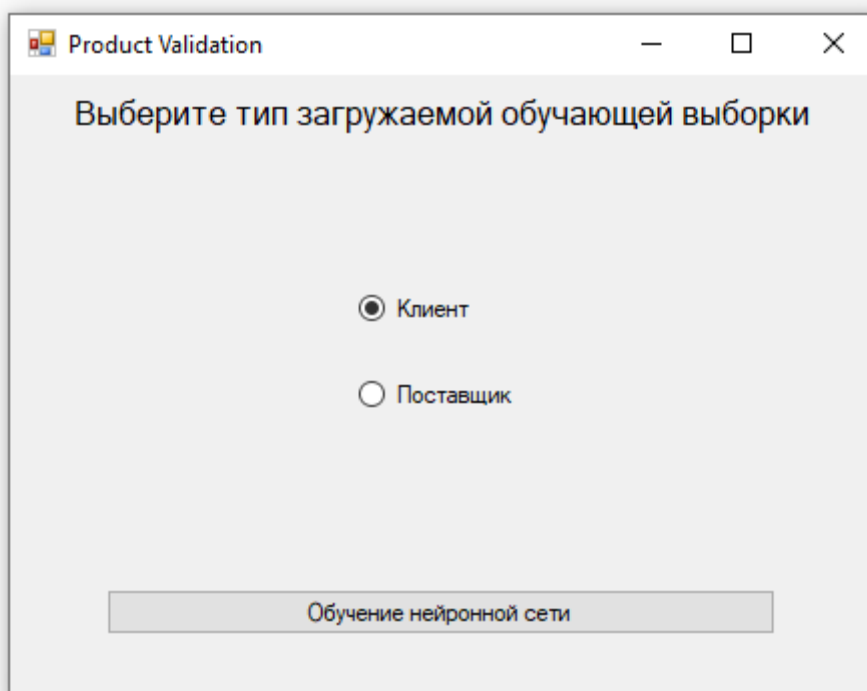 Product Validation
Выберите тип загружаемой обучающей выборки
Клиент
Поставщик
Обучение нейронной сети